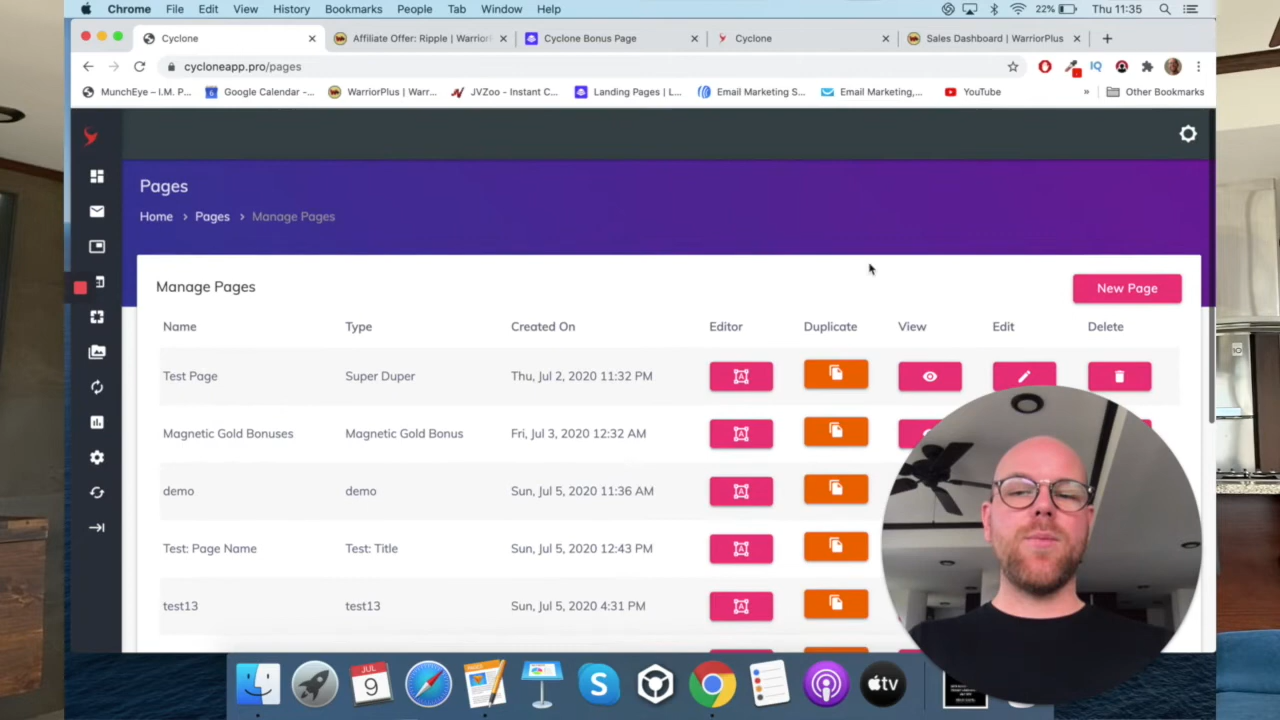 Chrome File Edit View History Bookmarks People Tab Window Help 22% Thu 11:35
Cyclone Affiliate Offer: Ripple | Warrior Cyclone Bonus Page Cyclone Sales Dashboard | WarriorPlus
cycloneapp.pro/pages IQ
MunchEye – I.M. P... Google Calendar -... WarriorPlus | Warr... JVZoo - Instant C... Landing Pages | L... Email Marketing S... Email Marketing,... YouTube » Other Bookmarks
Pages
Home > Pages > Manage Pages
Manage Pages
New Page
Name Type Created On Editor Duplicate View Edit Delete
Test Page Super Duper Thu, Jul 2, 2020 11:32 PM
Magnetic Gold Bonuses Magnetic Gold Bonus Fri, Jul 3, 2020 12:32 AM
demo demo Sun, Jul 5, 2020 11:36 AM
Test: Page Name Test: Title Sun, Jul 5, 2020 12:43 PM
test13 test13 Sun, Jul 5, 2020 4:31 PM
JUL
9
tv